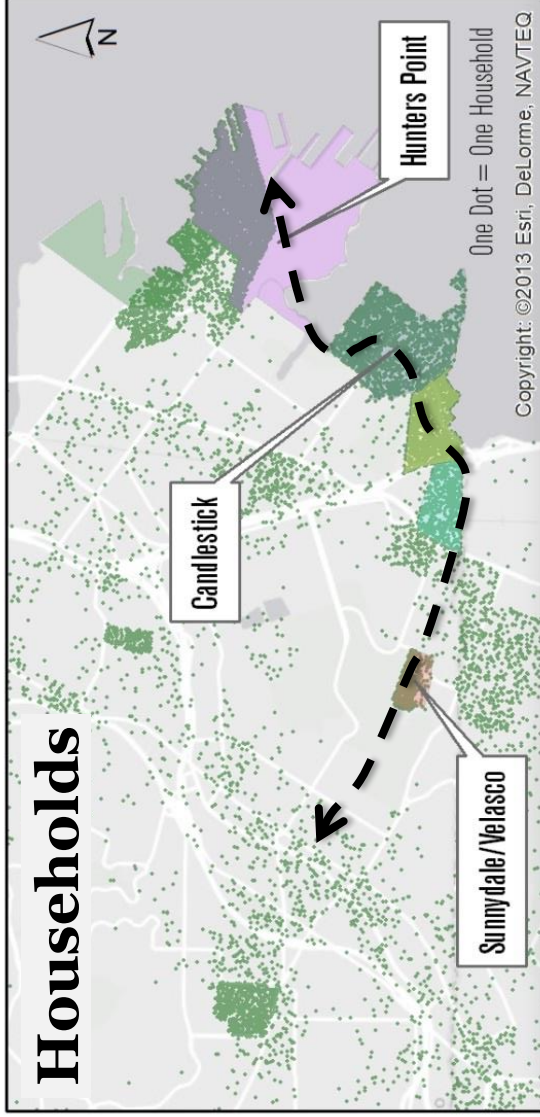 Households
N
Candlestick
Hunters Point
Sunnydale/Velasco
One Dot = One Household
Copyright: ©2013 Esri, DeLorme, NAVTEQ